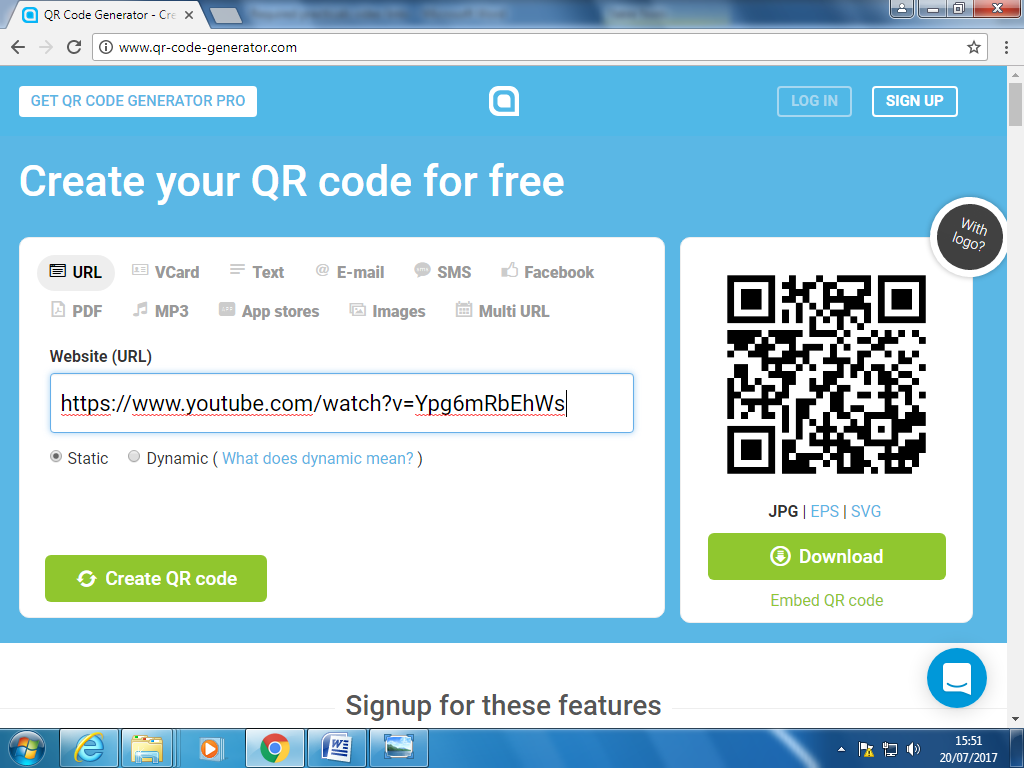 QR Code Generator - Cre
www.qr-code-generator.com
GET QR CODE GENERATOR PRO
LOG IN
SIGN UP
Create your QR code for free
With
logo?
URL VCard Text E-mail SMS Facebook
PDF MP3 App stores Images Multi URL
Website (URL)
https://www.youtube.com/watch?v=Ypg6mRbEhWs
Static Dynamic ( What does dynamic mean? )
JPG | EPS | SVG
Create QR code
Download
Embed QR code
Signup for these features
15:51
20/07/2017